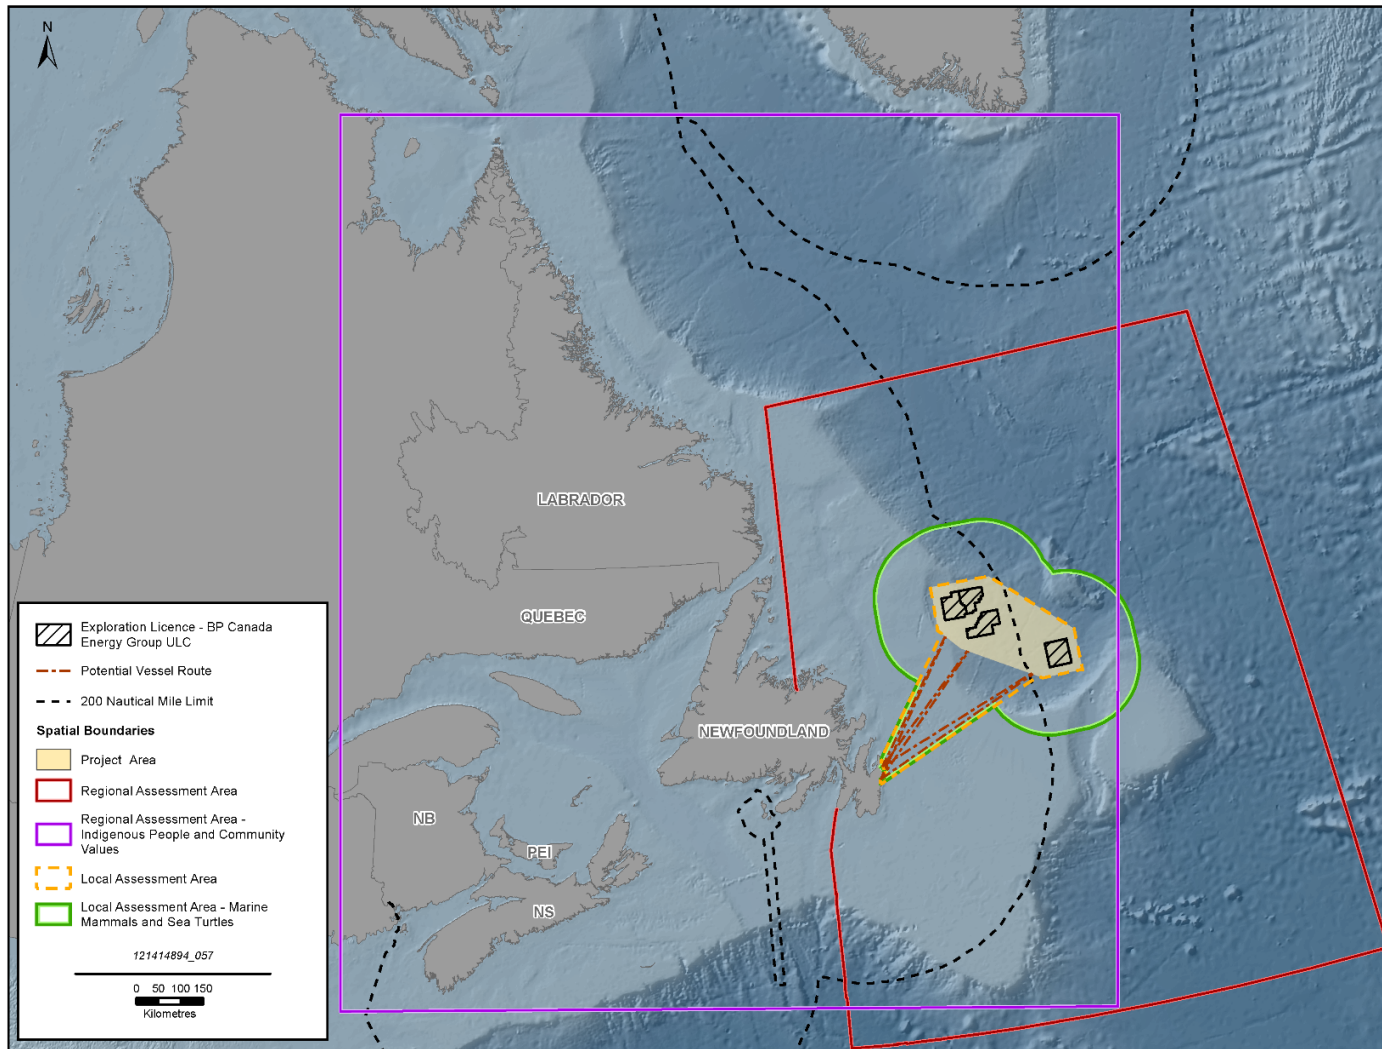 N
LABRADOR
QUEBEC
NEWFOUNDLAND
NB
PEI
NS
Exploration Licence - BP Canada
Energy Group ULC
Potential Vessel Route
200 Nautical Mile Limit
Spatial Boundaries
Project Area
Regional Assessment Area
Regional Assessment Area -
Indigenous People and Community
Values
Local Assessment Area
Local Assessment Area - Marine
Mammals and Sea Turtles
121414894_057
0 50 100 150
Kilometres